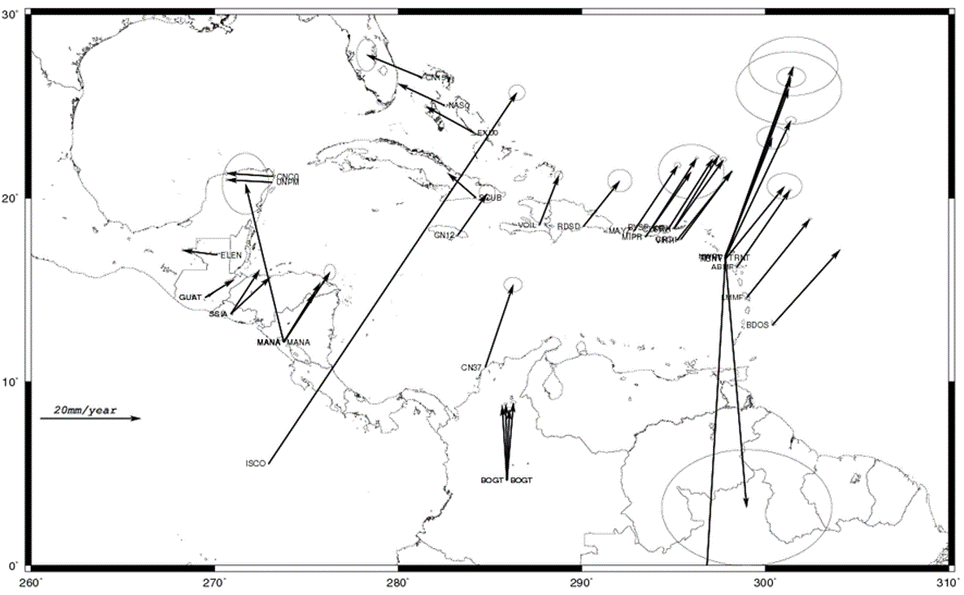 30°
CN19
NASO
EXU0
CNC0
UNPM
20°
SCUB
CN12
VOIL
RDSD
MAYZ
MIPR
ELEN
TRNT
ABMF
GUAT
SSIA
LMMF
BDOS
MANA MANA
10°
CN37
20mm/year
ISCO
BOGT BOGT
0°
260°
270°
280°
290°
300°
310°